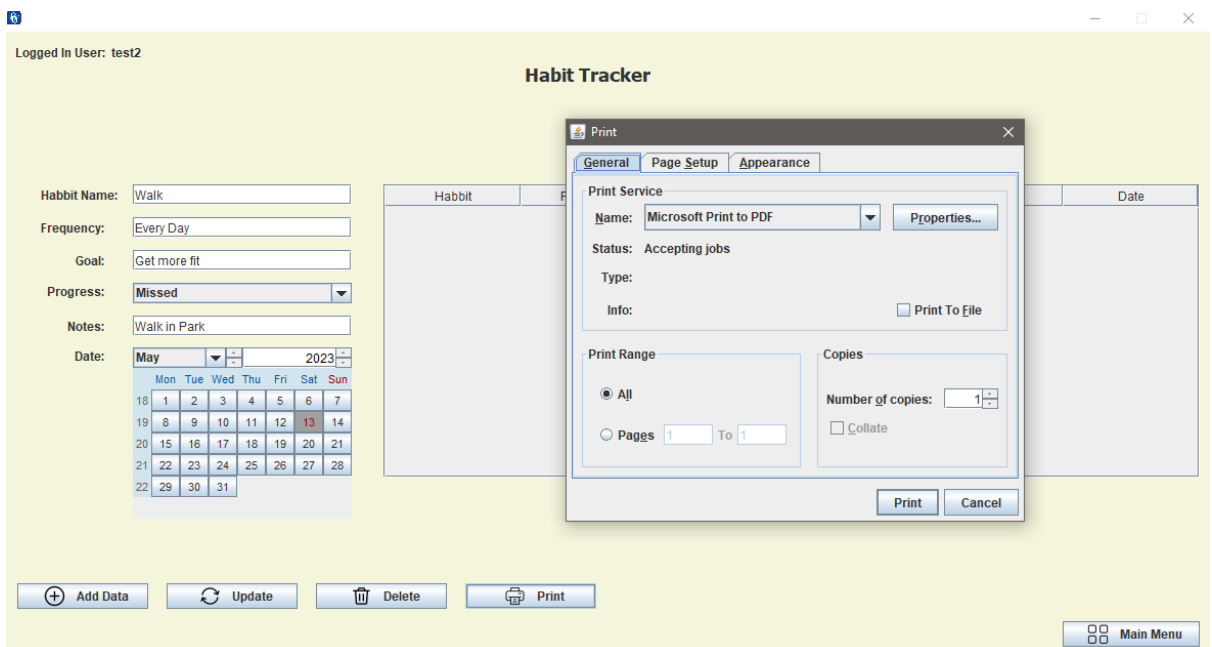 Logged In User: test2
Habit Tracker
Print
General Page Setup Appearance
Print Service
Name: Microsoft Print to PDF Properties...
Status: Accepting jobs
Type:
Info: Print To File
Print Range Copies
All
Number of copies: 1
Pages 1 To 1
Collate
Print Cancel
Habbit Name: Walk
Frequency: Every Day
Goal: Get more fit
Progress: Missed
Notes: Walk in Park
Date: May 2023
Mon Tue Wed Thu Fri Sat Sun
18 1 2 3 4 5 6 7
19 8 9 10 11 12 13 14
20 15 16 17 18 19 20 21
21 22 23 24 25 26 27 28
22 29 30 31
Habbit Date
Add Data Update Delete Print
Main Menu